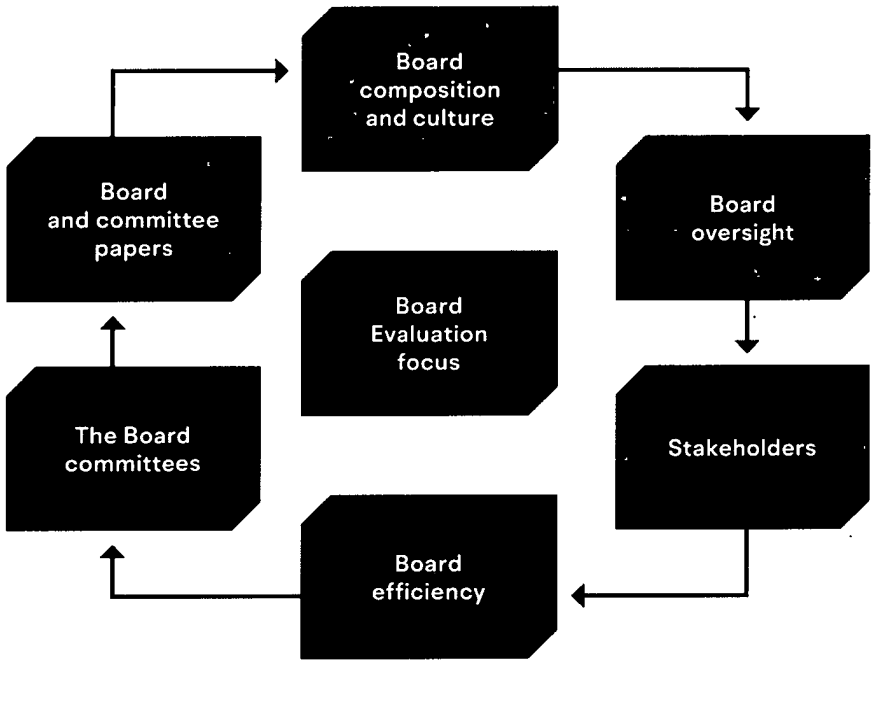 Board
composition
and culture
Board
oversight
Stakeholders
Board
efficiency
The Board
committees
Board
and committee
papers
Board
Evaluation
focus